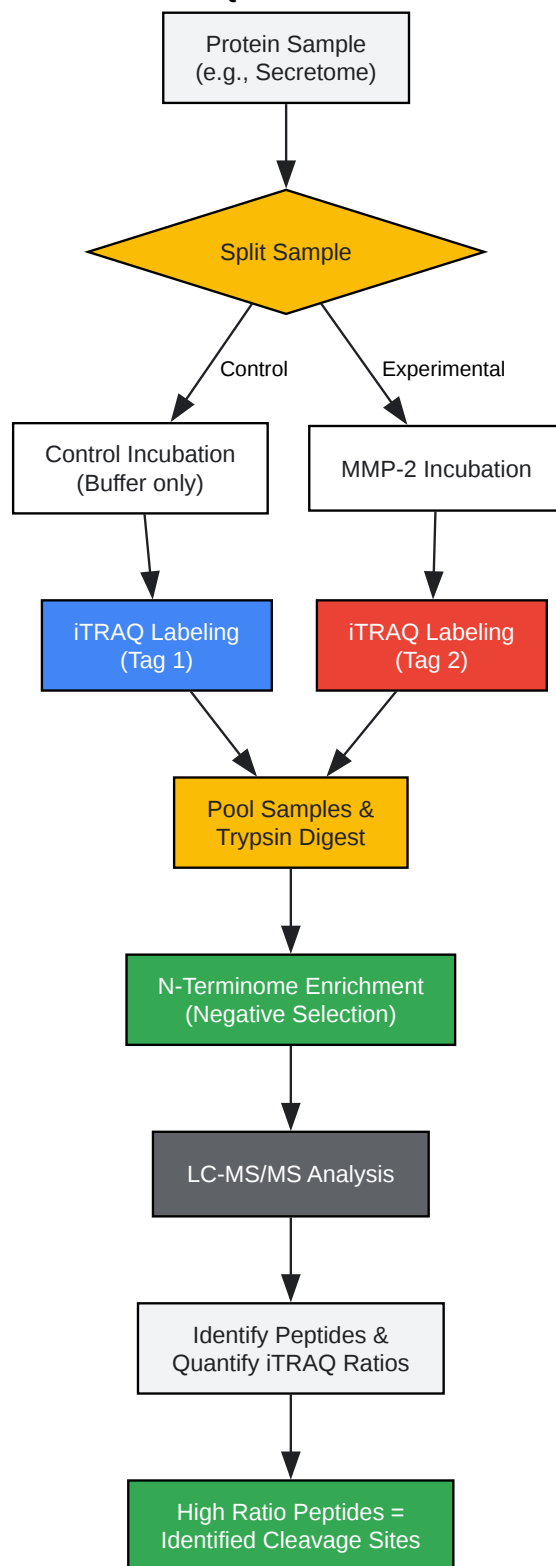 Protein Sample
(e.g., Secretome)
Split Sample
Control
Experimental
Control Incubation
(Buffer only)
MMP-2 Incubation
iTRAQ Labeling
(Tag 1)
iTRAQ Labeling
(Tag 2)
Pool Samples &
Trypsin Digest
N-Terminome Enrichment
(Negative Selection)
LC-MS/MS Analysis
Identify Peptides &
Quantify iTRAQ Ratios
High Ratio Peptides =
Identified Cleavage Sites